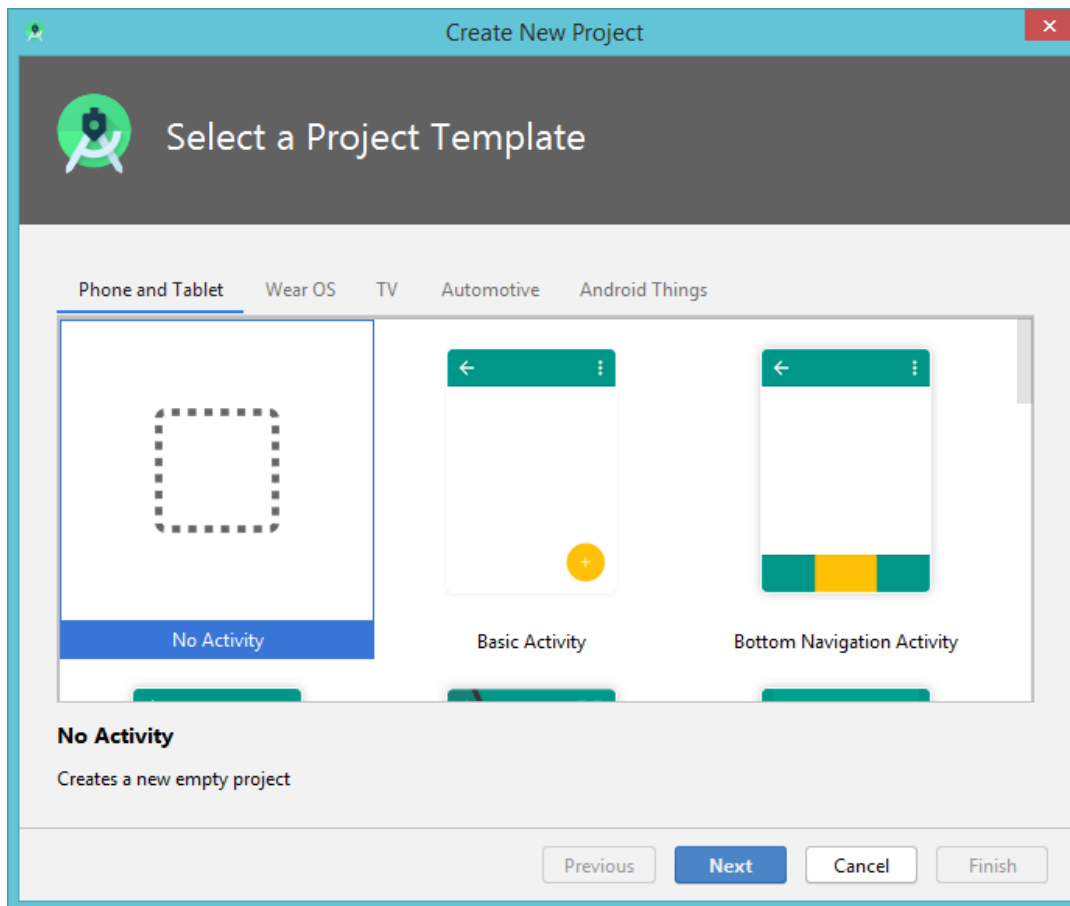 Create New Project
Select a Project Template
Phone and Tablet Wear OS TV Automotive Android Things
No Activity Basic Activity Bottom Navigation Activity
No Activity
Creates a new empty project
Previous Next Cancel Finish